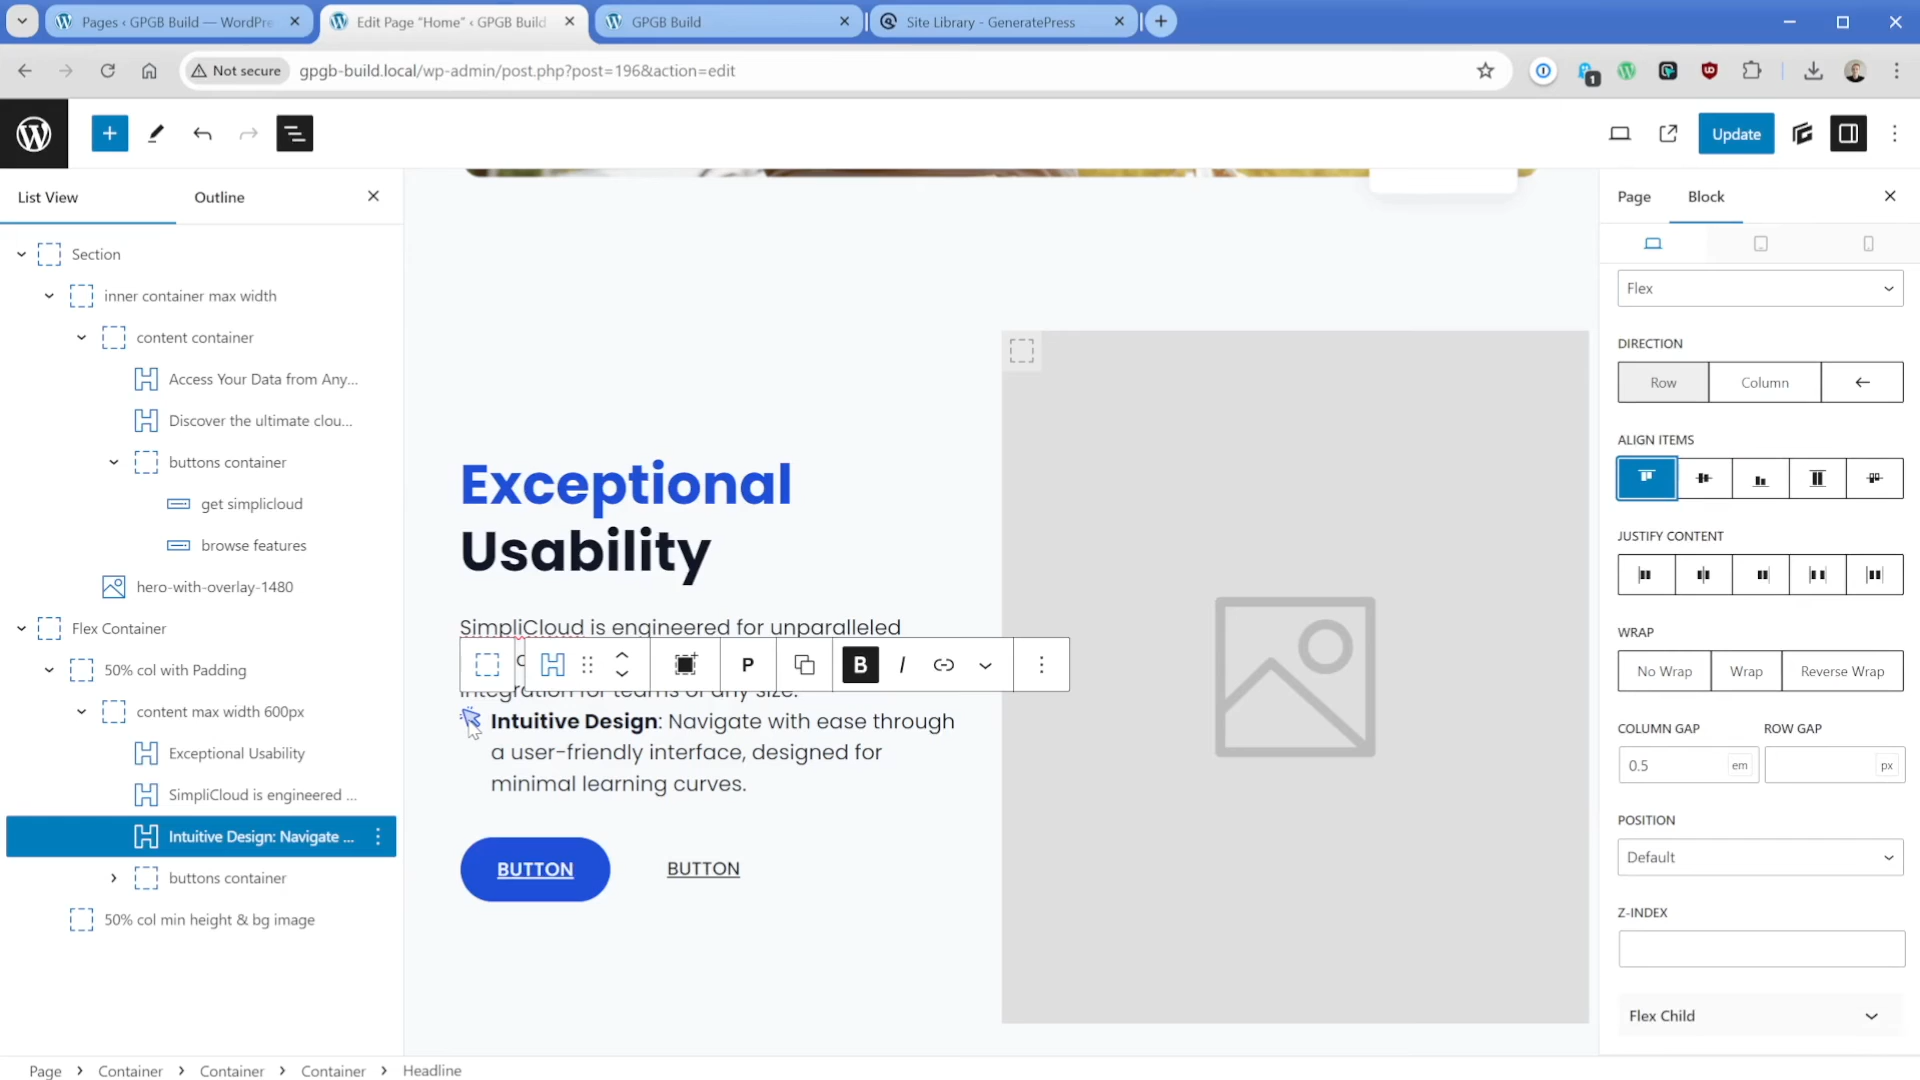 Pages ‹ GPGB Build — WordPre
Edit Page “Home” ‹ GPGB Build
GPGB Build
Site Library - GeneratePress
Not secure
gpgb-build.local/wp-admin/post.php?post=196&action=edit
1
Update
List View
Outline
Page
Block
Section
inner container max width
content container
Access Your Data from Any...
Discover the ultimate clou...
buttons container
get simplicloud
browse features
hero-with-overlay-1480
Flex Container
50% col with Padding
content max width 600px
Exceptional Usability
SimpliCloud is engineered ...
Intuitive Design: Navigate ...
buttons container
50% col min height & bg image
Exceptional
Usability
SimpliCloud is engineered for unparalleled
P
B
I
integration for teams of any size.
Intuitive Design: Navigate with ease through
a user-friendly interface, designed for
minimal learning curves.
BUTTON
BUTTON
Flex
DIRECTION
Row
Column
ALIGN ITEMS
JUSTIFY CONTENT
WRAP
No Wrap
Wrap
Reverse Wrap
COLUMN GAP
ROW GAP
0.5
em
px
POSITION
Default
Z-INDEX
Flex Child
Page
Container
Container
Container
Headline